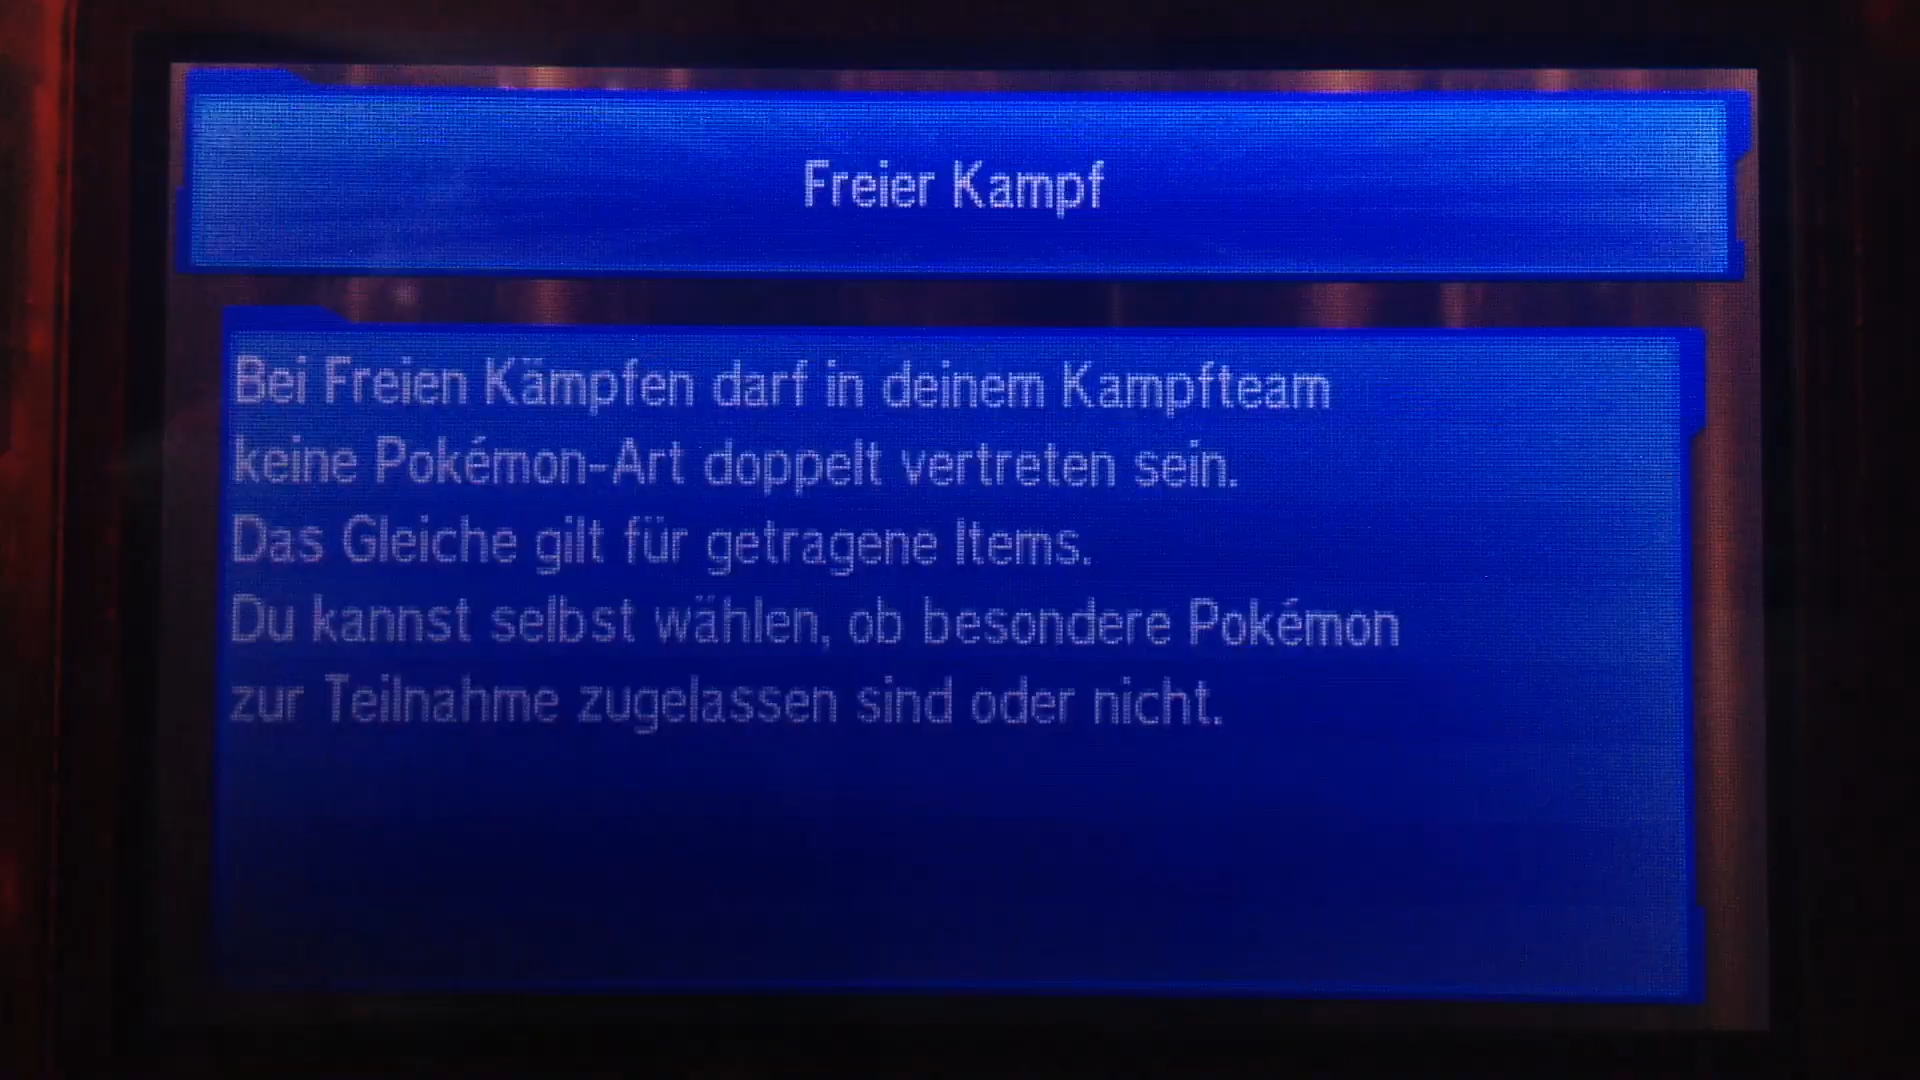 Freier Kampf
Bei Freien Kämpfen darf in deinem Kampfteam
keine Pokémon-Art doppelt vertreten sein.
Das Gleiche gilt für getragene Items.
Du kannst selbst wählen, ob besondere Pokémon
zur Teilnahme zugelassen sind oder nicht.